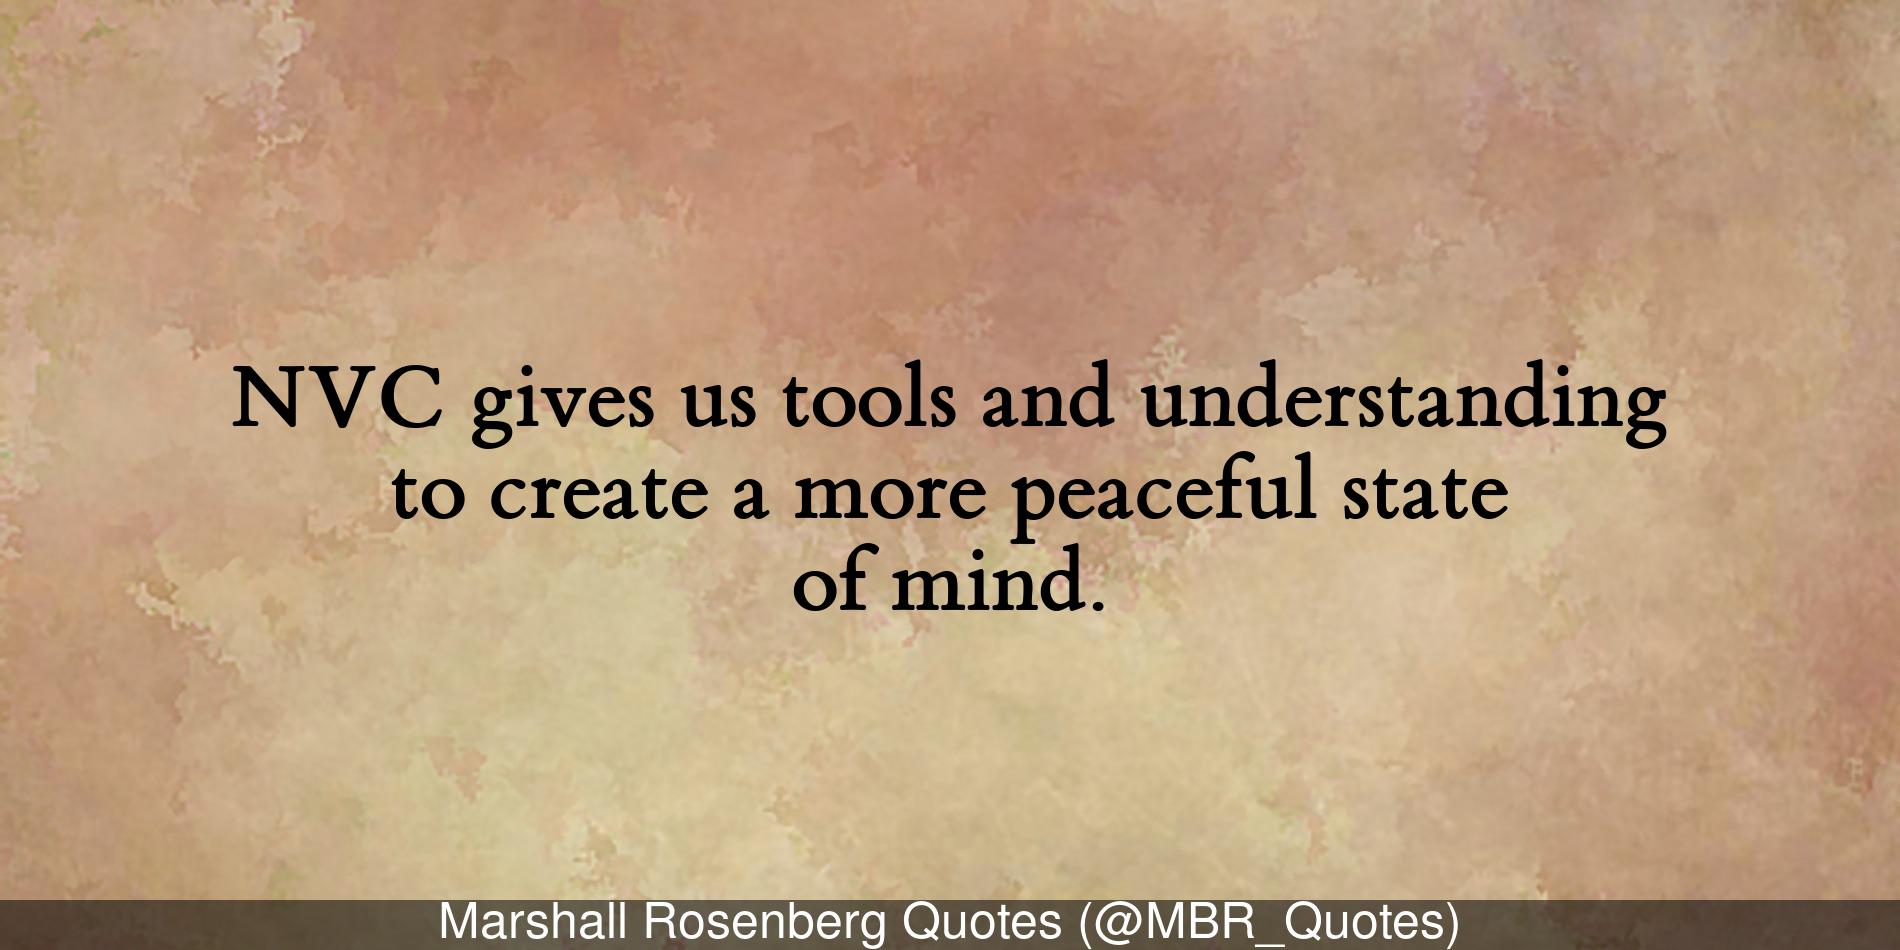 NVC gives us tools and understanding
to create a more peaceful state
of mind.
Marshall Rosenberg Quotes (@MBR_Quotes)